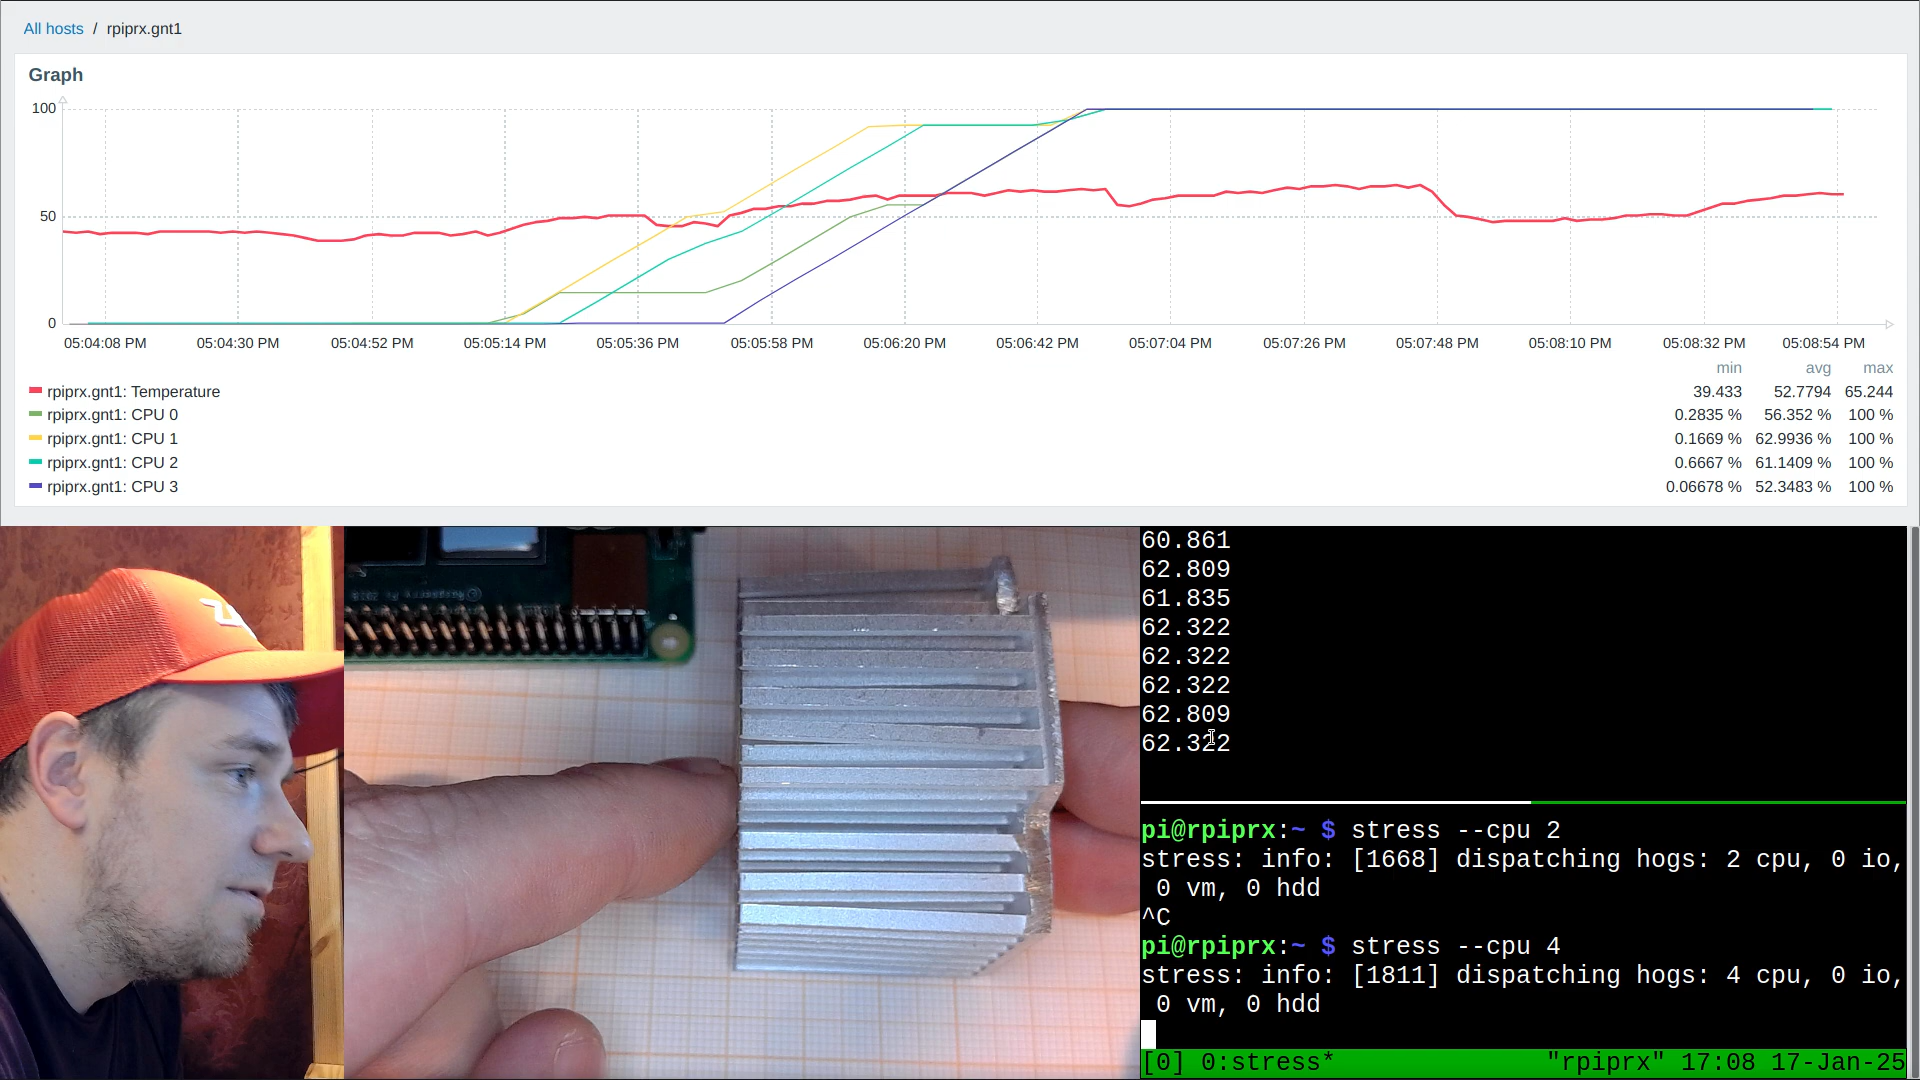 All hosts / rpiprx.gnt1
Graph
100
50
0
05:04:08 PM 05:04:30 PM 05:04:52 PM 05:05:14 PM 05:05:36 PM 05:05:58 PM 05:06:20 PM 05:06:42 PM 05:07:04 PM 05:07:26 PM 05:07:48 PM 05:08:10 PM 05:08:32 PM 05:08:54 PM
min avg max
rpiprx.gnt1: Temperature 39.433 52.7794 65.244
rpiprx.gnt1: CPU 0 0.2835 % 56.352 % 100 %
rpiprx.gnt1: CPU 1 0.1669 % 62.9936 % 100 %
rpiprx.gnt1: CPU 2 0.6667 % 61.1409 % 100 %
rpiprx.gnt1: CPU 3 0.06678 % 52.3483 % 100 %
60.861
62.809
61.835
62.322
62.322
62.322
62.809
62.322
pi@rpiprx:~ $ stress --cpu 2
stress: info: [1668] dispatching hogs: 2 cpu, 0 io,
0 vm, 0 hdd
^C
pi@rpiprx:~ $ stress --cpu 4
stress: info: [1811] dispatching hogs: 4 cpu, 0 io,
0 vm, 0 hdd
[0] 0:stress* "rpiprx" 17:08 17-Jan-25